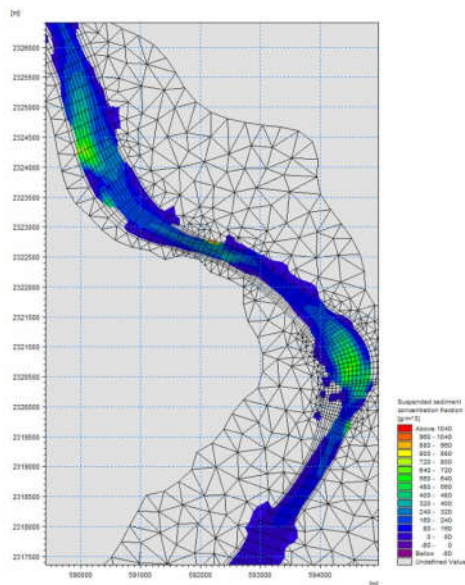 [m]
2326000
2325500
2325000
2324500
2324000
2323500
2323000
2322500
2322000
2321500
2321000
2320500
2320000
2319500
2319000
2318500
2318000
2317500
590000 591000 592000 593000 594000
[m]
Suspended sediment
concentration fraction
[g/m^3]
Above 1040
960 - 1040
880 - 960
800 - 880
720 - 800
640 - 720
560 - 640
480 - 560
400 - 480
320 - 400
240 - 320
160 - 240
80 - 160
0 - 80
-80 - 0
Below -80
Undefined Value